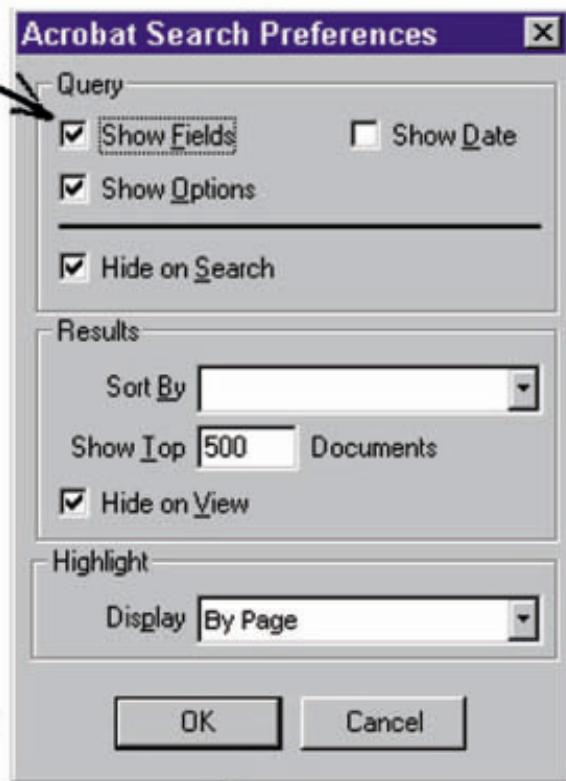 Acrobat Search Preferences
Query
Show Fields Show Date
Show Options
Hide on Search
Results
Sort By
Show Top 500 Documents
Hide on View
Highlight
Display By Page
OK Cancel